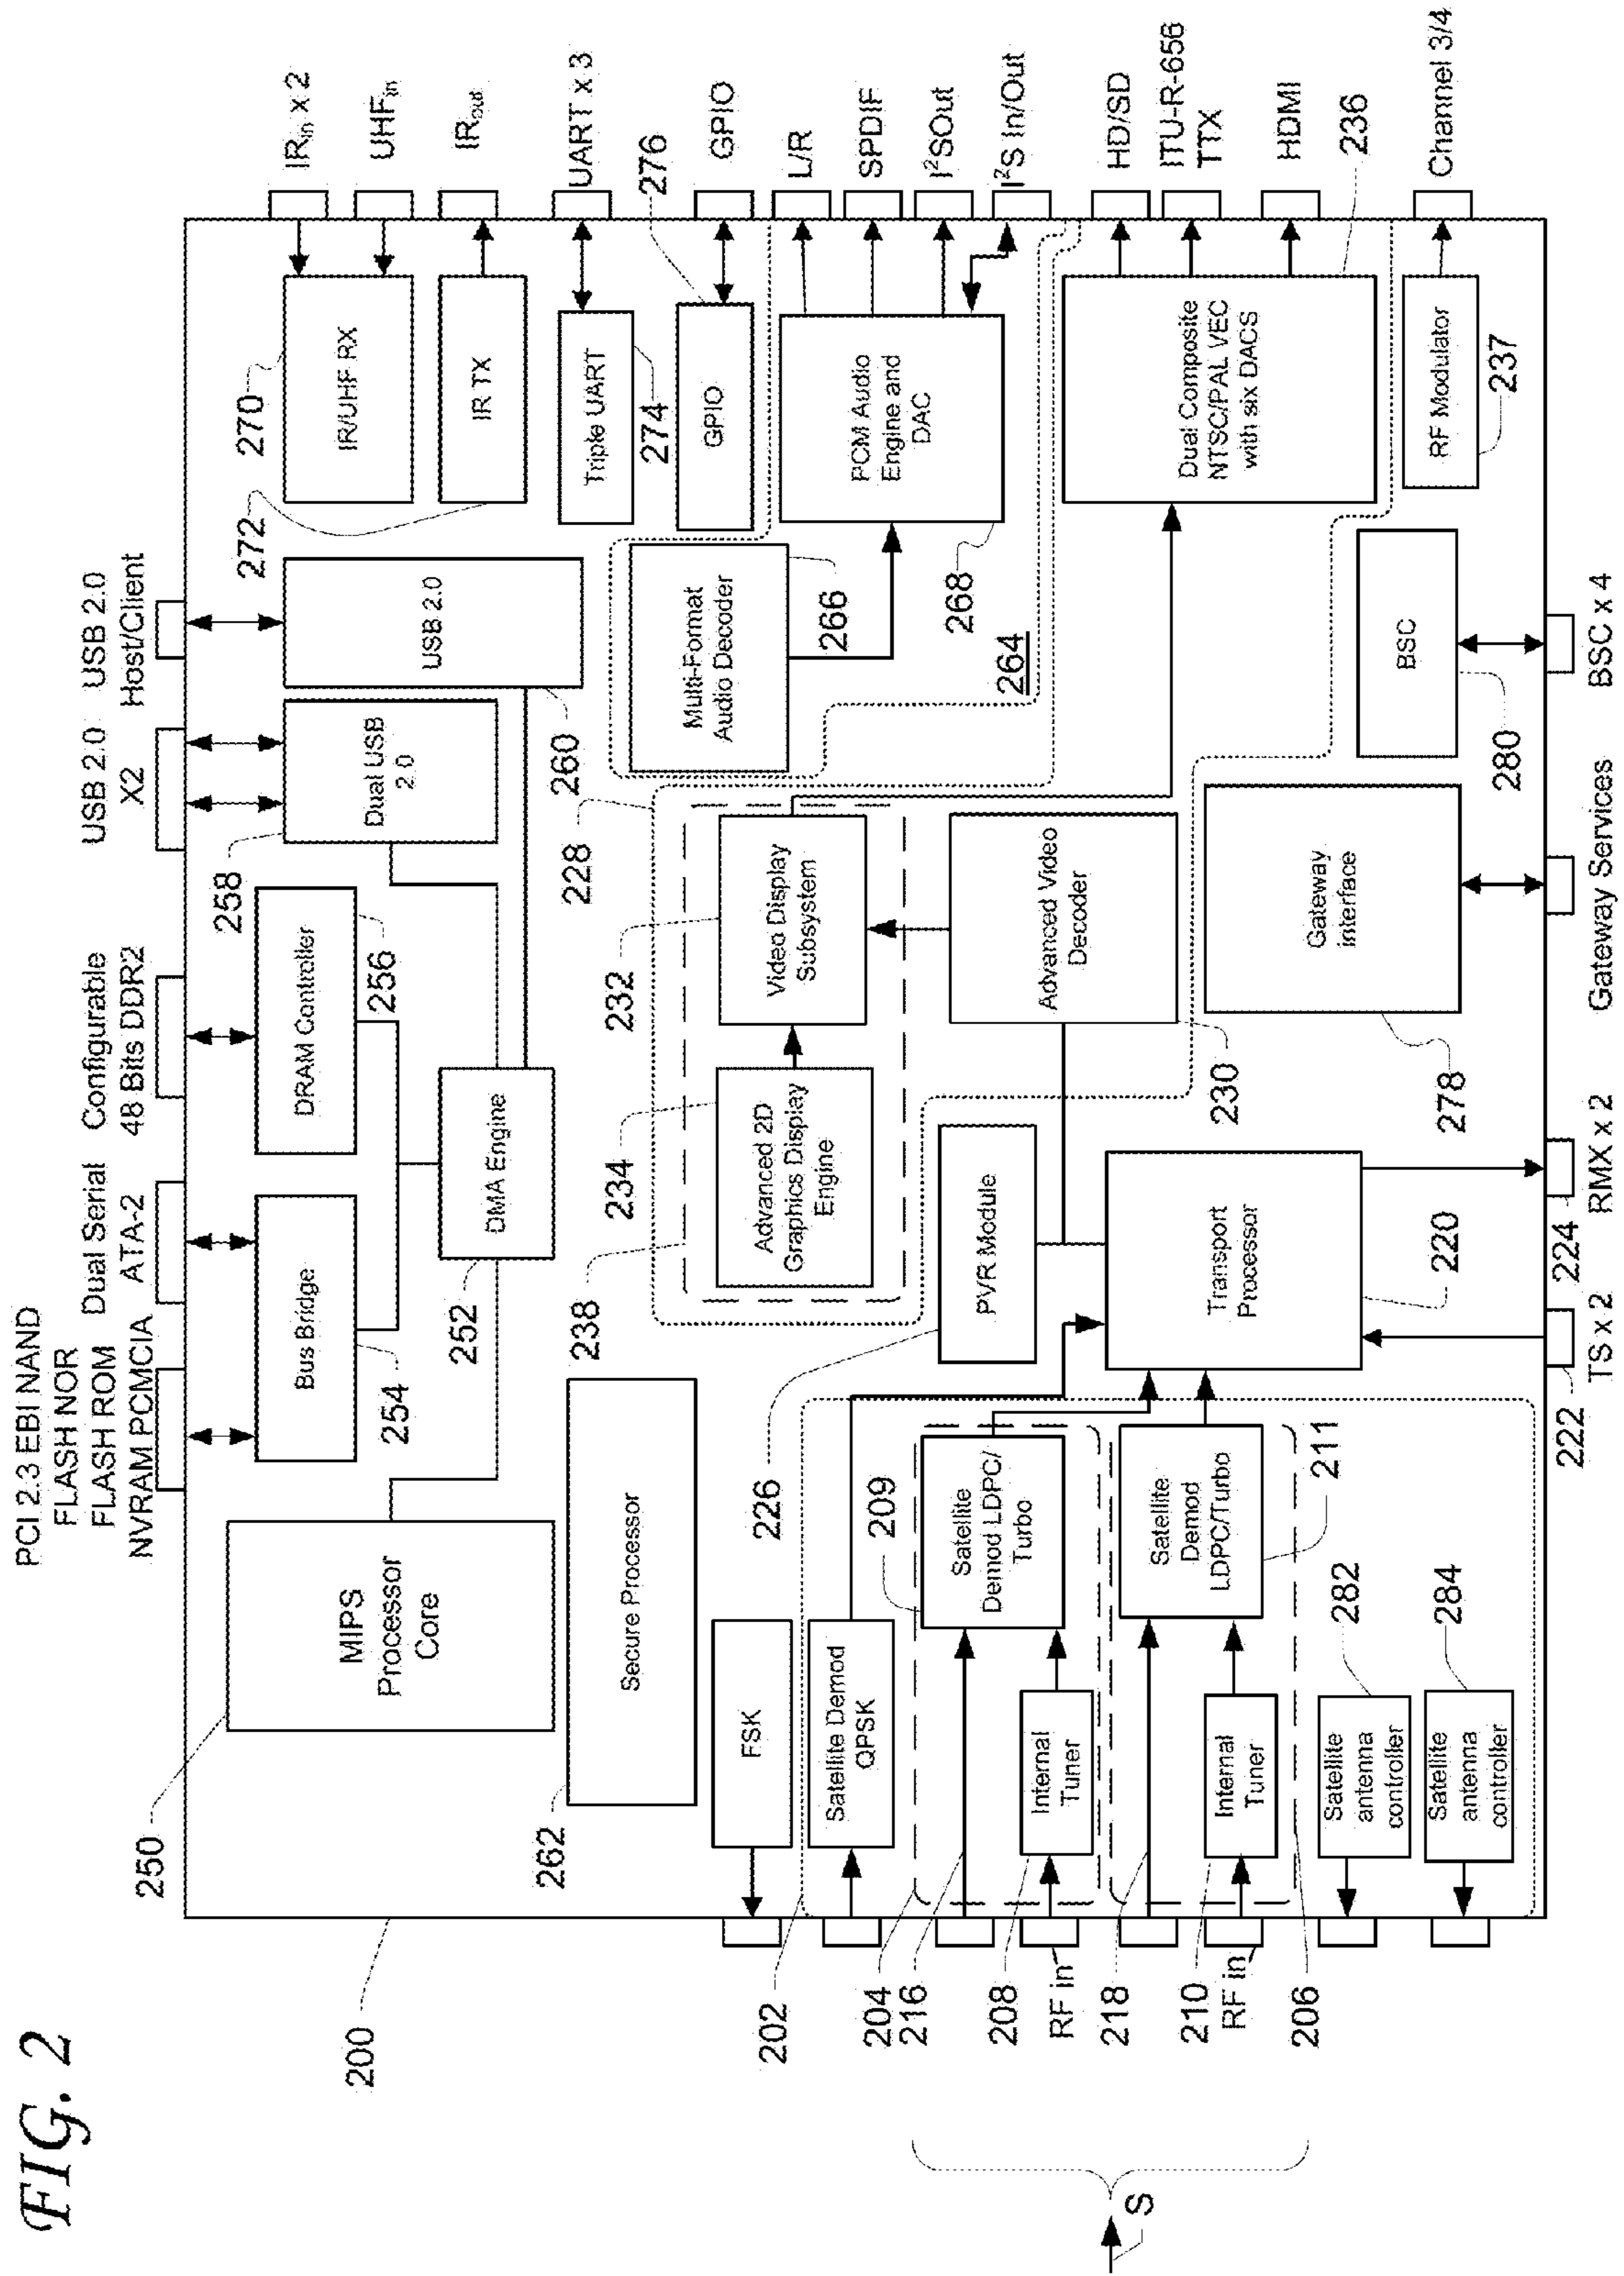 FIG. 2
PCI 2.3 EBI NAND
FLASH NOR
FLASH ROM
NVRAM PCMCIA
Dual Serial
ATA-2
Configurable
48 Bits DDR2
USB 2.0
X2
USB 2.0
Host/Client
200
250
MIPS
Processor
Core
254
Bus Bridge
DRAM Controller
256
258
Dual USB
2.0
USB 2.0
260
252
DMA Engine
262
Secure Processor
272
270
IR/UHF RX
IR TX
Triple UART
274
GPIO
276
IRin x 2
UHFin
IRout
UART x 3
GPIO
L/R
SPDIF
I²SOut
I²S In/Out
HD/SD
ITU-R-656
TTX
HDMI
236
Channel 3/4
228
Multi-Format
Audio Decoder
266
PCM Audio
Engine and
DAC
268
264
238
234
Advanced 2D
Graphics Display
Engine
232
Video Display
Subsystem
Advanced Video
Decoder
230
Dual Composite
NTSC/PAL VEC
with six DACS
RF Modulator
237
FSK
202
Satellite Demod
QPSK
204
216
209
Satellite
Demod LDPC/
Turbo
208
RF in
Internal
Tuner
218
Satellite
Demod
LDPC/Turbo
211
210
RF in
Internal
Tuner
206
282
Satellite
antenna
controller
284
Satellite
antenna
controller
226
PVR Module
Transport
Processor
220
278
Gateway
interface
BSC
280
222
TS x 2
224
RMX x 2
Gateway Services
BSC x 4
S